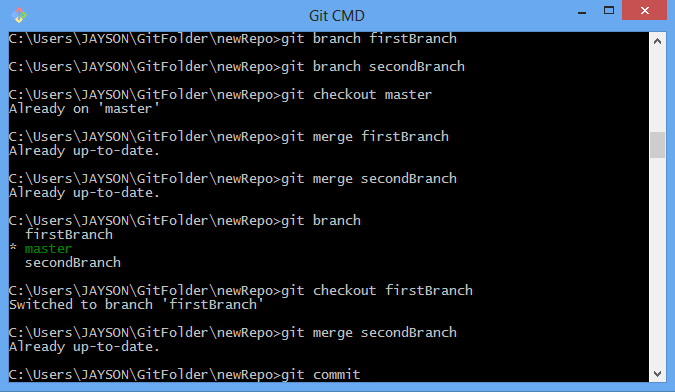 Git CMD
C:\Users\JAYSON\GitFolder\newRepo>git branch firstBranch
C:\Users\JAYSON\GitFolder\newRepo>git branch secondBranch
C:\Users\JAYSON\GitFolder\newRepo>git checkout master
Already on 'master'
C:\Users\JAYSON\GitFolder\newRepo>git merge firstBranch
Already up-to-date.
C:\Users\JAYSON\GitFolder\newRepo>git merge secondBranch
Already up-to-date.
C:\Users\JAYSON\GitFolder\newRepo>git branch
  firstBranch
* master
  secondBranch
C:\Users\JAYSON\GitFolder\newRepo>git checkout firstBranch
Switched to branch 'firstBranch'
C:\Users\JAYSON\GitFolder\newRepo>git merge secondBranch
Already up-to-date.
C:\Users\JAYSON\GitFolder\newRepo>git commit